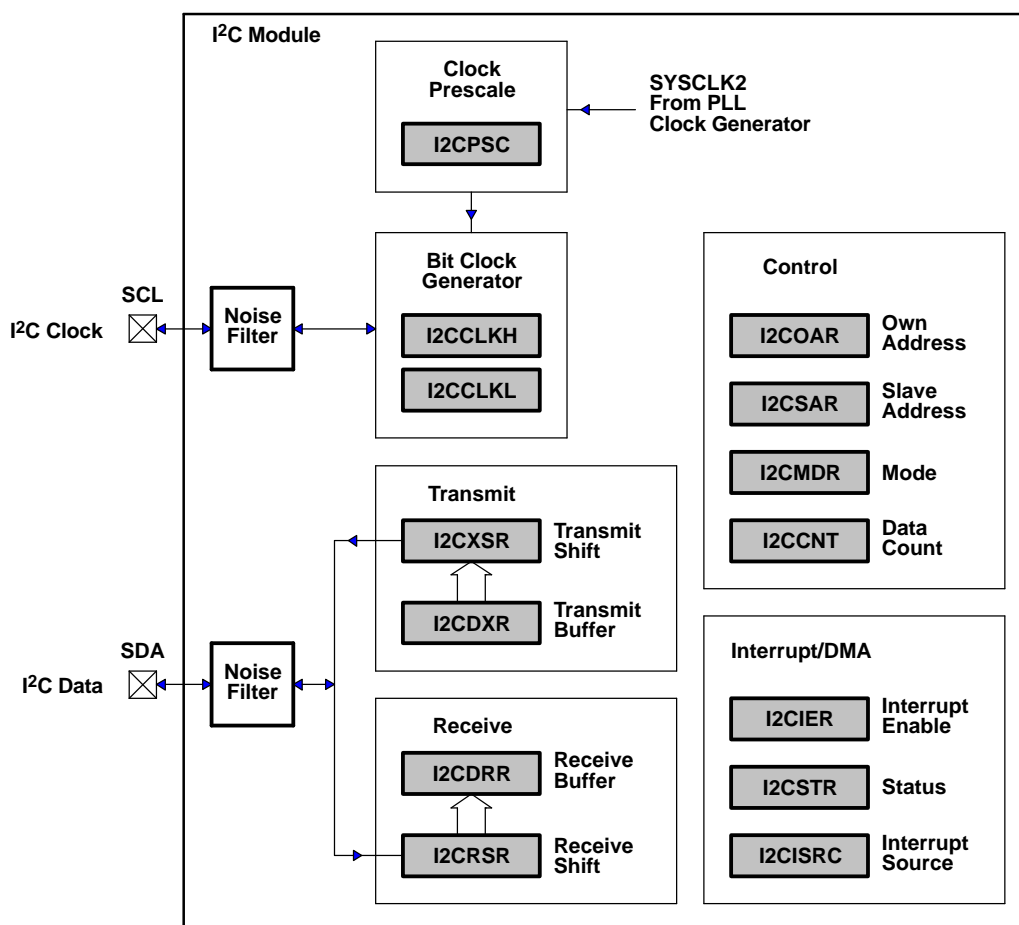 I²C Module
Clock
Prescale
I2CPSC
SYSCLK2
From PLL
Clock Generator
Bit Clock
Generator
I2CCLKH
I2CCLKL
SCL
I²C Clock
Noise
Filter
Control
I2COAR
Own
Address
I2CSAR
Slave
Address
I2CMDR
Mode
I2CCNT
Data
Count
Transmit
I2CXSR
Transmit
Shift
I2CDXR
Transmit
Buffer
SDA
I²C Data
Noise
Filter
Receive
I2CDRR
Receive
Buffer
I2CRSR
Receive
Shift
Interrupt/DMA
I2CIER
Interrupt
Enable
I2CSTR
Status
I2CISRC
Interrupt
Source